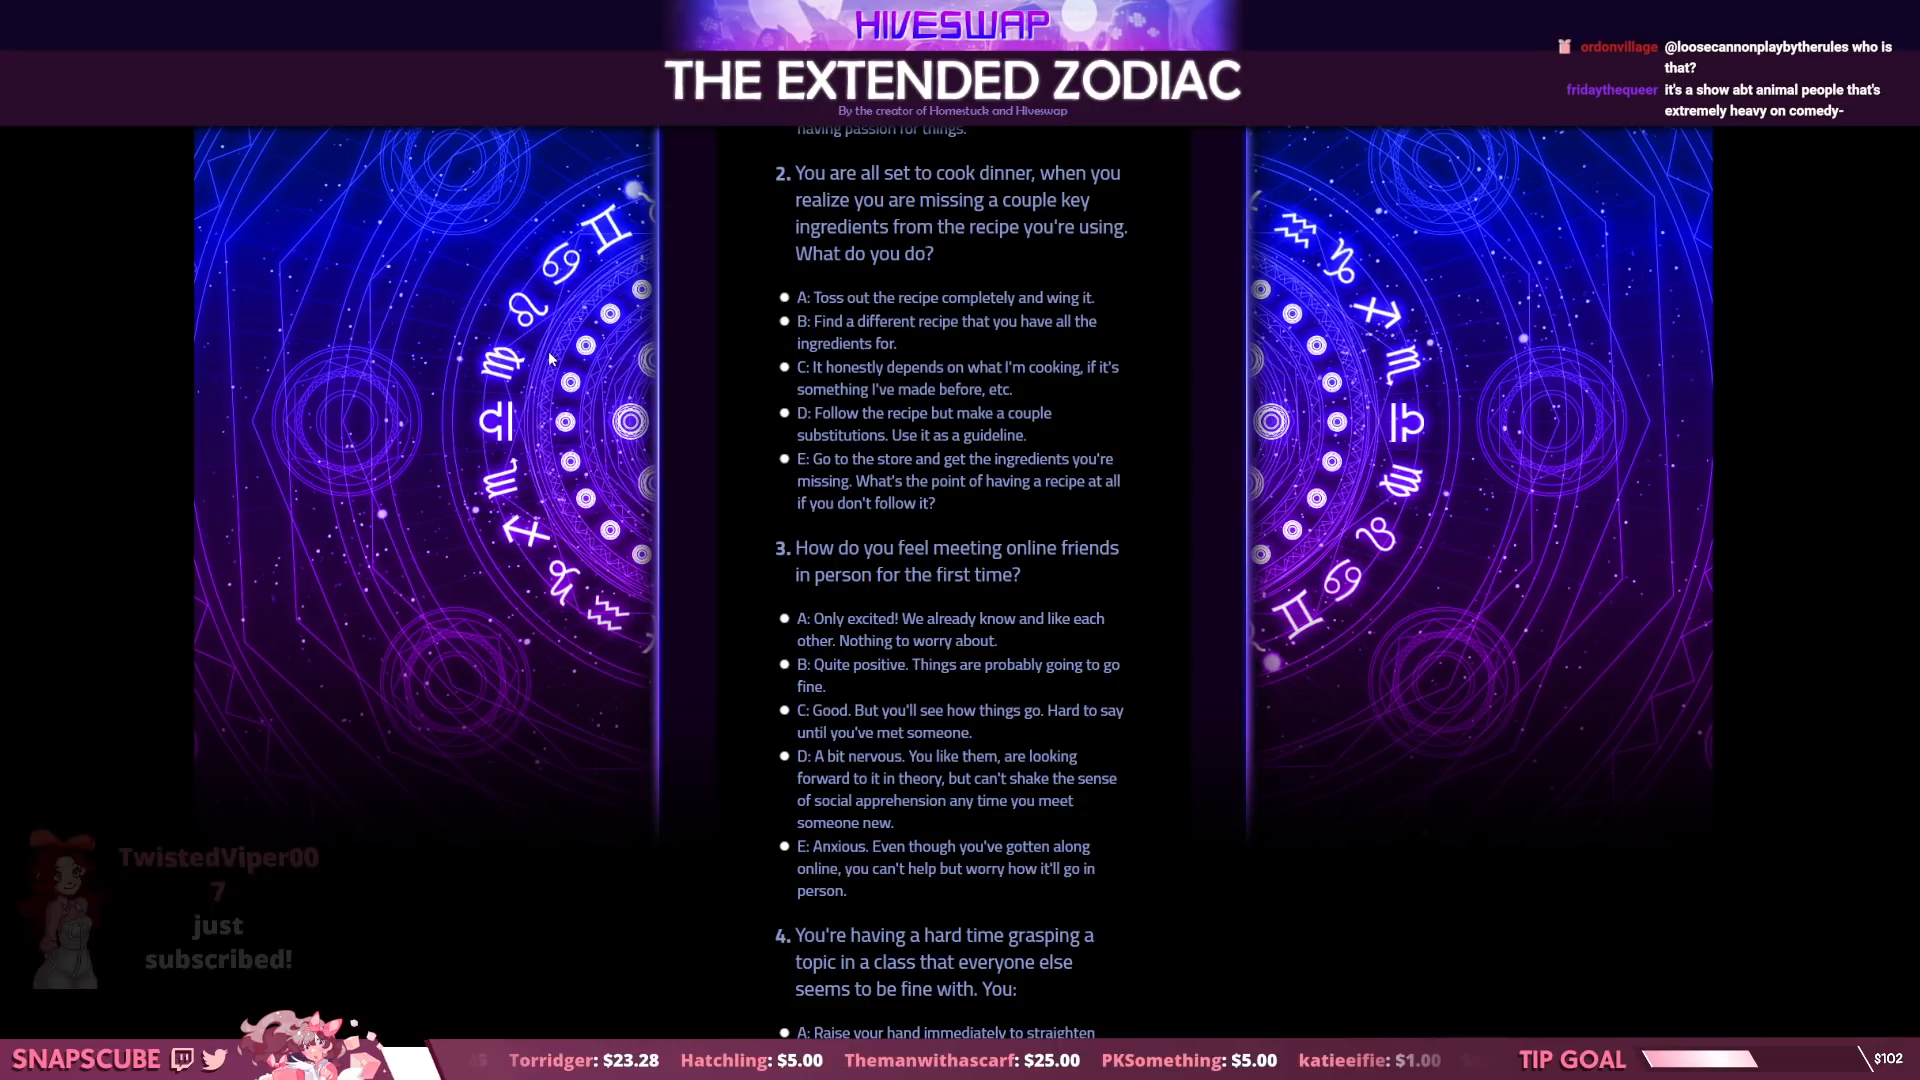 HIVESWAP
THE EXTENDED ZODIAC
By the creator of Homestuck and Hiveswap
ordonvillage @loosecannonplaybytherules who is
that?
fridaythequeer it's a show abt animal people that's
extremely heavy on comedy-
having passion for things.
2. You are all set to cook dinner, when you
realize you are missing a couple key
ingredients from the recipe you're using.
What do you do?
A: Toss out the recipe completely and wing it.
B: Find a different recipe that you have all the
ingredients for.
C: It honestly depends on what I'm cooking, if it's
something I've made before, etc.
D: Follow the recipe but make a couple
substitutions. Use it as a guideline.
E: Go to the store and get the ingredients you're
missing. What's the point of having a recipe at all
if you don't follow it?
3. How do you feel meeting online friends
in person for the first time?
A: Only excited! We already know and like each
other. Nothing to worry about.
B: Quite positive. Things are probably going to go
fine.
C: Good. But you'll see how things go. Hard to say
until you've met someone.
D: A bit nervous. You like them, are looking
forward to it in theory, but can't shake the sense
of social apprehension any time you meet
someone new.
E: Anxious. Even though you've gotten along
online, you can't help but worry how it'll go in
person.
4. You're having a hard time grasping a
topic in a class that everyone else
seems to be fine with. You:
A: Raise your hand immediately to straighten
TwistedViper00
7
just
subscribed!
SNAPSCUBE
Torridger: $23.28 Hatchling: $5.00 Themanwithascarf: $25.00 PKSomething: $5.00 katieeifie: $1.00
TIP GOAL
$102